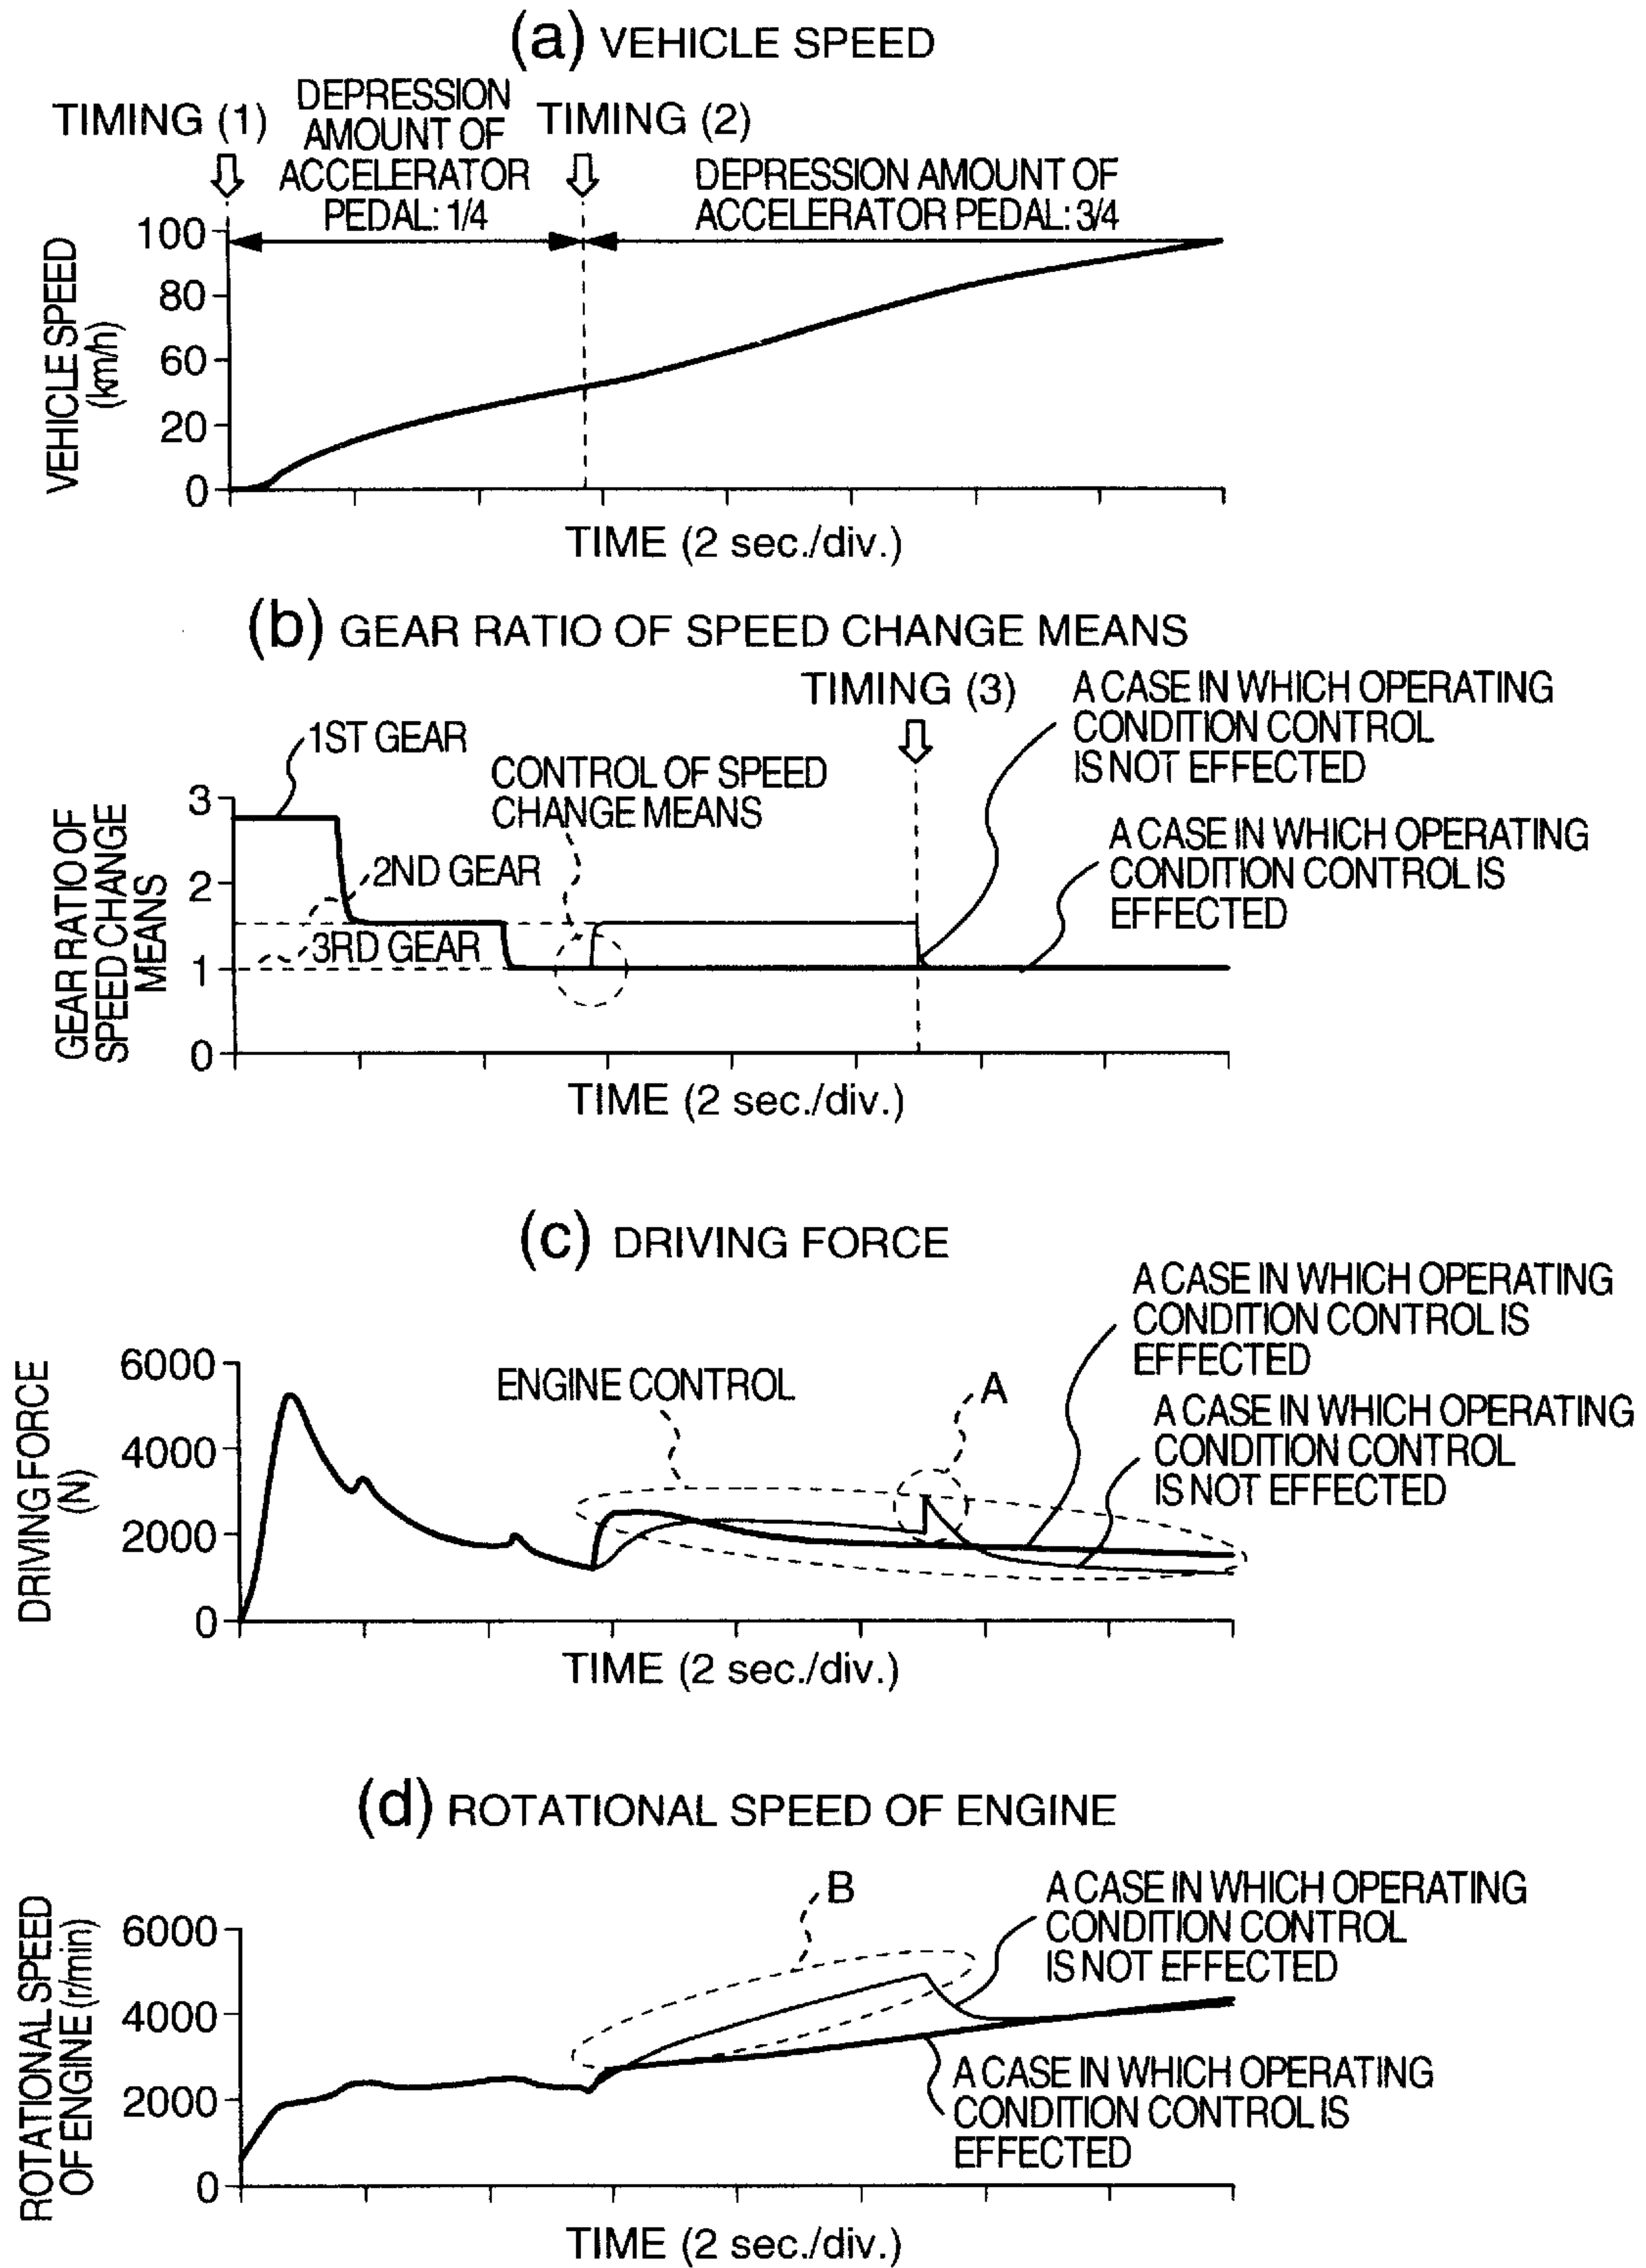 (a) VEHICLE SPEED
TIMING (1)
DEPRESSION
AMOUNT OF
ACCELERATOR
PEDAL: 1/4
TIMING (2)
DEPRESSION AMOUNT OF
ACCELERATOR PEDAL: 3/4
VEHICLE SPEED
(km/h)
100
80
60
20
0
TIME (2 sec./div.)
(b) GEAR RATIO OF SPEED CHANGE MEANS
TIMING (3)
A CASE IN WHICH OPERATING
CONDITION CONTROL
IS NOT EFFECTED
1ST GEAR
CONTROL OF SPEED
CHANGE MEANS
A CASE IN WHICH OPERATING
CONDITION CONTROL IS
EFFECTED
2ND GEAR
3RD GEAR
GEAR RATIO OF
SPEED CHANGE
MEANS
3
2
1
0
TIME (2 sec./div.)
(c) DRIVING FORCE
A CASE IN WHICH OPERATING
CONDITION CONTROL IS
EFFECTED
ENGINE CONTROL
A
A CASE IN WHICH OPERATING
CONDITION CONTROL
IS NOT EFFECTED
DRIVING FORCE
(N)
6000
4000
2000
0
TIME (2 sec./div.)
(d) ROTATIONAL SPEED OF ENGINE
B
A CASE IN WHICH OPERATING
CONDITION CONTROL
IS NOT EFFECTED
ROTATIONAL SPEED
OF ENGINE (r/min)
6000
4000
2000
0
A CASE IN WHICH OPERATING
CONDITION CONTROL IS
EFFECTED
TIME (2 sec./div.)